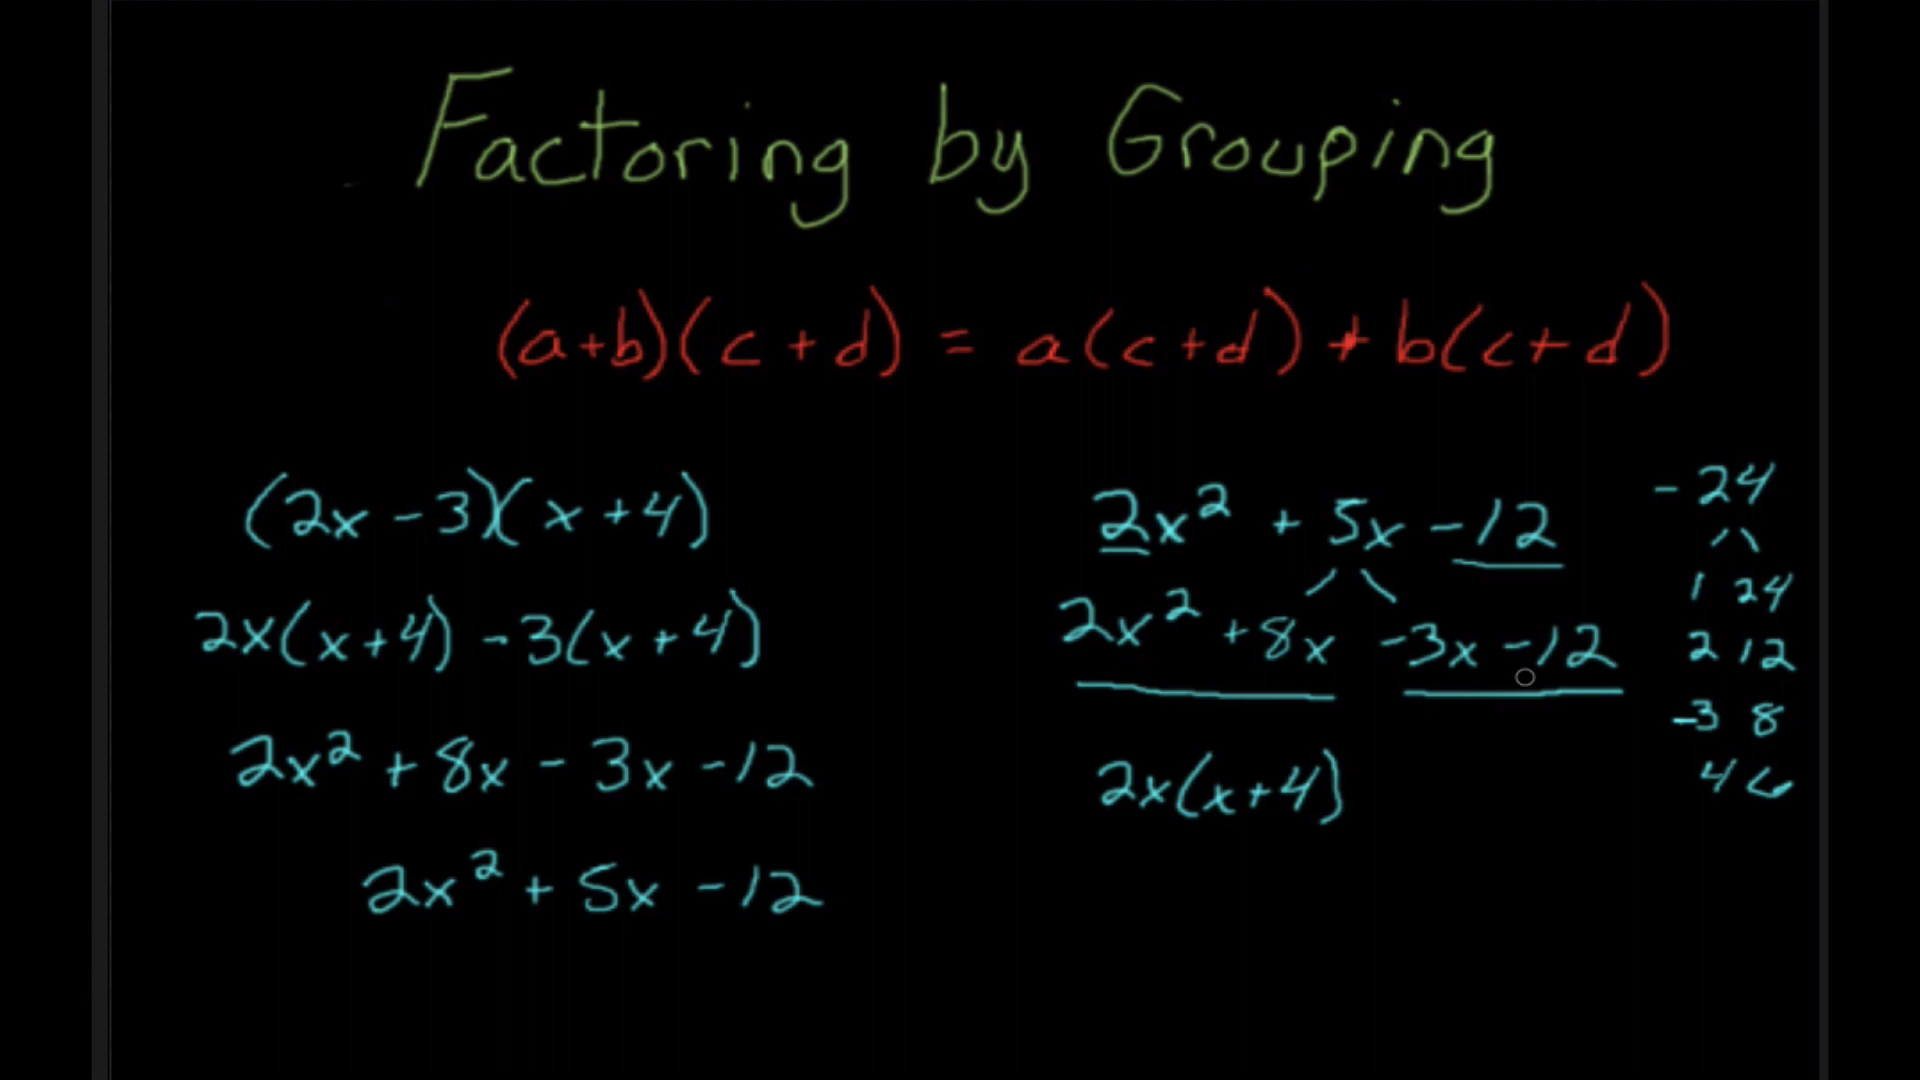 Factoring by Grouping
(a+b)(c+d) = a(c+d) + b(c+d)
(2x-3)(x+4)
2x(x+4) -3(x+4)
2x² + 8x - 3x -12
2x² + 5x -12
2x² + 5x -12
2x² +8x -3x -12
2x(x+4)
-24
1 24
2 12
-3 8
4 6